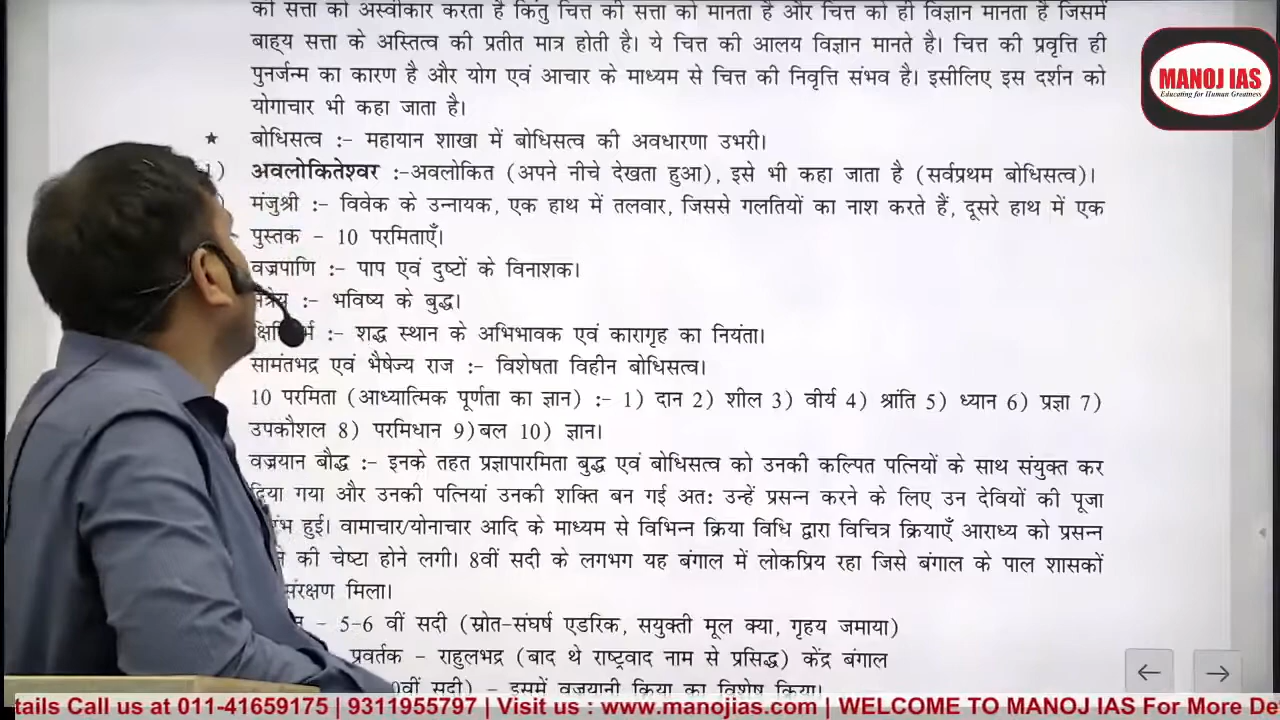 को सत्ता को अस्वीकार करता है किंतु चित्त की सत्ता को मानता है और चित्त को ही विज्ञान मानता है जिसमें
बाह्य सत्ता के अस्तित्व की प्रतीत मात्र होती है। ये चित्त की आलय विज्ञान मानते है। चित्त की प्रवृत्ति ही
पुनर्जन्म का कारण है और योग एवं आचार के माध्यम से चित्त की निवृत्ति संभव है। इसीलिए इस दर्शन को
योगाचार भी कहा जाता है।
★ बोधिसत्व :- महायान शाखा में बोधिसत्व की अवधारणा उभरी।
1) अवलोकितेश्वर :-अवलोकित (अपने नीचे देखता हुआ), इसे भी कहा जाता है (सर्वप्रथम बोधिसत्व)।
मंजुश्री :- विवेक के उन्नायक, एक हाथ में तलवार, जिससे गलतियों का नाश करते हैं, दूसरे हाथ में एक
पुस्तक - 10 परमिताएँ।
वज्रपाणि :- पाप एवं दुष्टों के विनाशक।
:- भविष्य के बुद्ध।
:- शद्ध स्थान के अभिभावक एवं कारागृह का नियंता।
सामंतभद्र एवं भैषेज्य राज :- विशेषता विहीन बोधिसत्व।
10 परमिता (आध्यात्मिक पूर्णता का ज्ञान) :- 1) दान 2) शील 3) वीर्य 4) श्रांति 5) ध्यान 6) प्रज्ञा 7)
उपकौशल 8) परमिधान 9)बल 10) ज्ञान।
वज्रयान बौद्ध :- इनके तहत प्रज्ञापारमिता बुद्ध एवं बोधिसत्व को उनकी कल्पित पत्नियों के साथ संयुक्त कर
दिया गया और उनकी पत्नियां उनकी शक्ति बन गई अत: उन्हें प्रसन्न करने के लिए उन देवियों की पूजा
हुई। वामाचार/योनाचार आदि के माध्यम से विभिन्न क्रिया विधि द्वारा विचित्र क्रियाएँ आराध्य को प्रसन्न
की चेष्टा होने लगी। 8वीं सदी के लगभग यह बंगाल में लोकप्रिय रहा जिसे बंगाल के पाल शासकों
संरक्षण मिला।
- 5-6 वीं सदी (स्रोत-संघर्ष एडरिक, सयुक्ती मूल क्या, गृहय जमाया)
प्रवर्तक - राहुलभद्र (बाद थे राष्ट्रवाद नाम से प्रसिद्ध) केंद्र बंगाल
0वीं सदी) - इसमें वज्रयानी क्रिया का विशेष किया।
MANOJ IAS
Educating for Human Greatness
tails Call us at 011-41659175 | 9311955797 | Visit us : www.manojias.com | WELCOME TO MANOJ IAS For More De